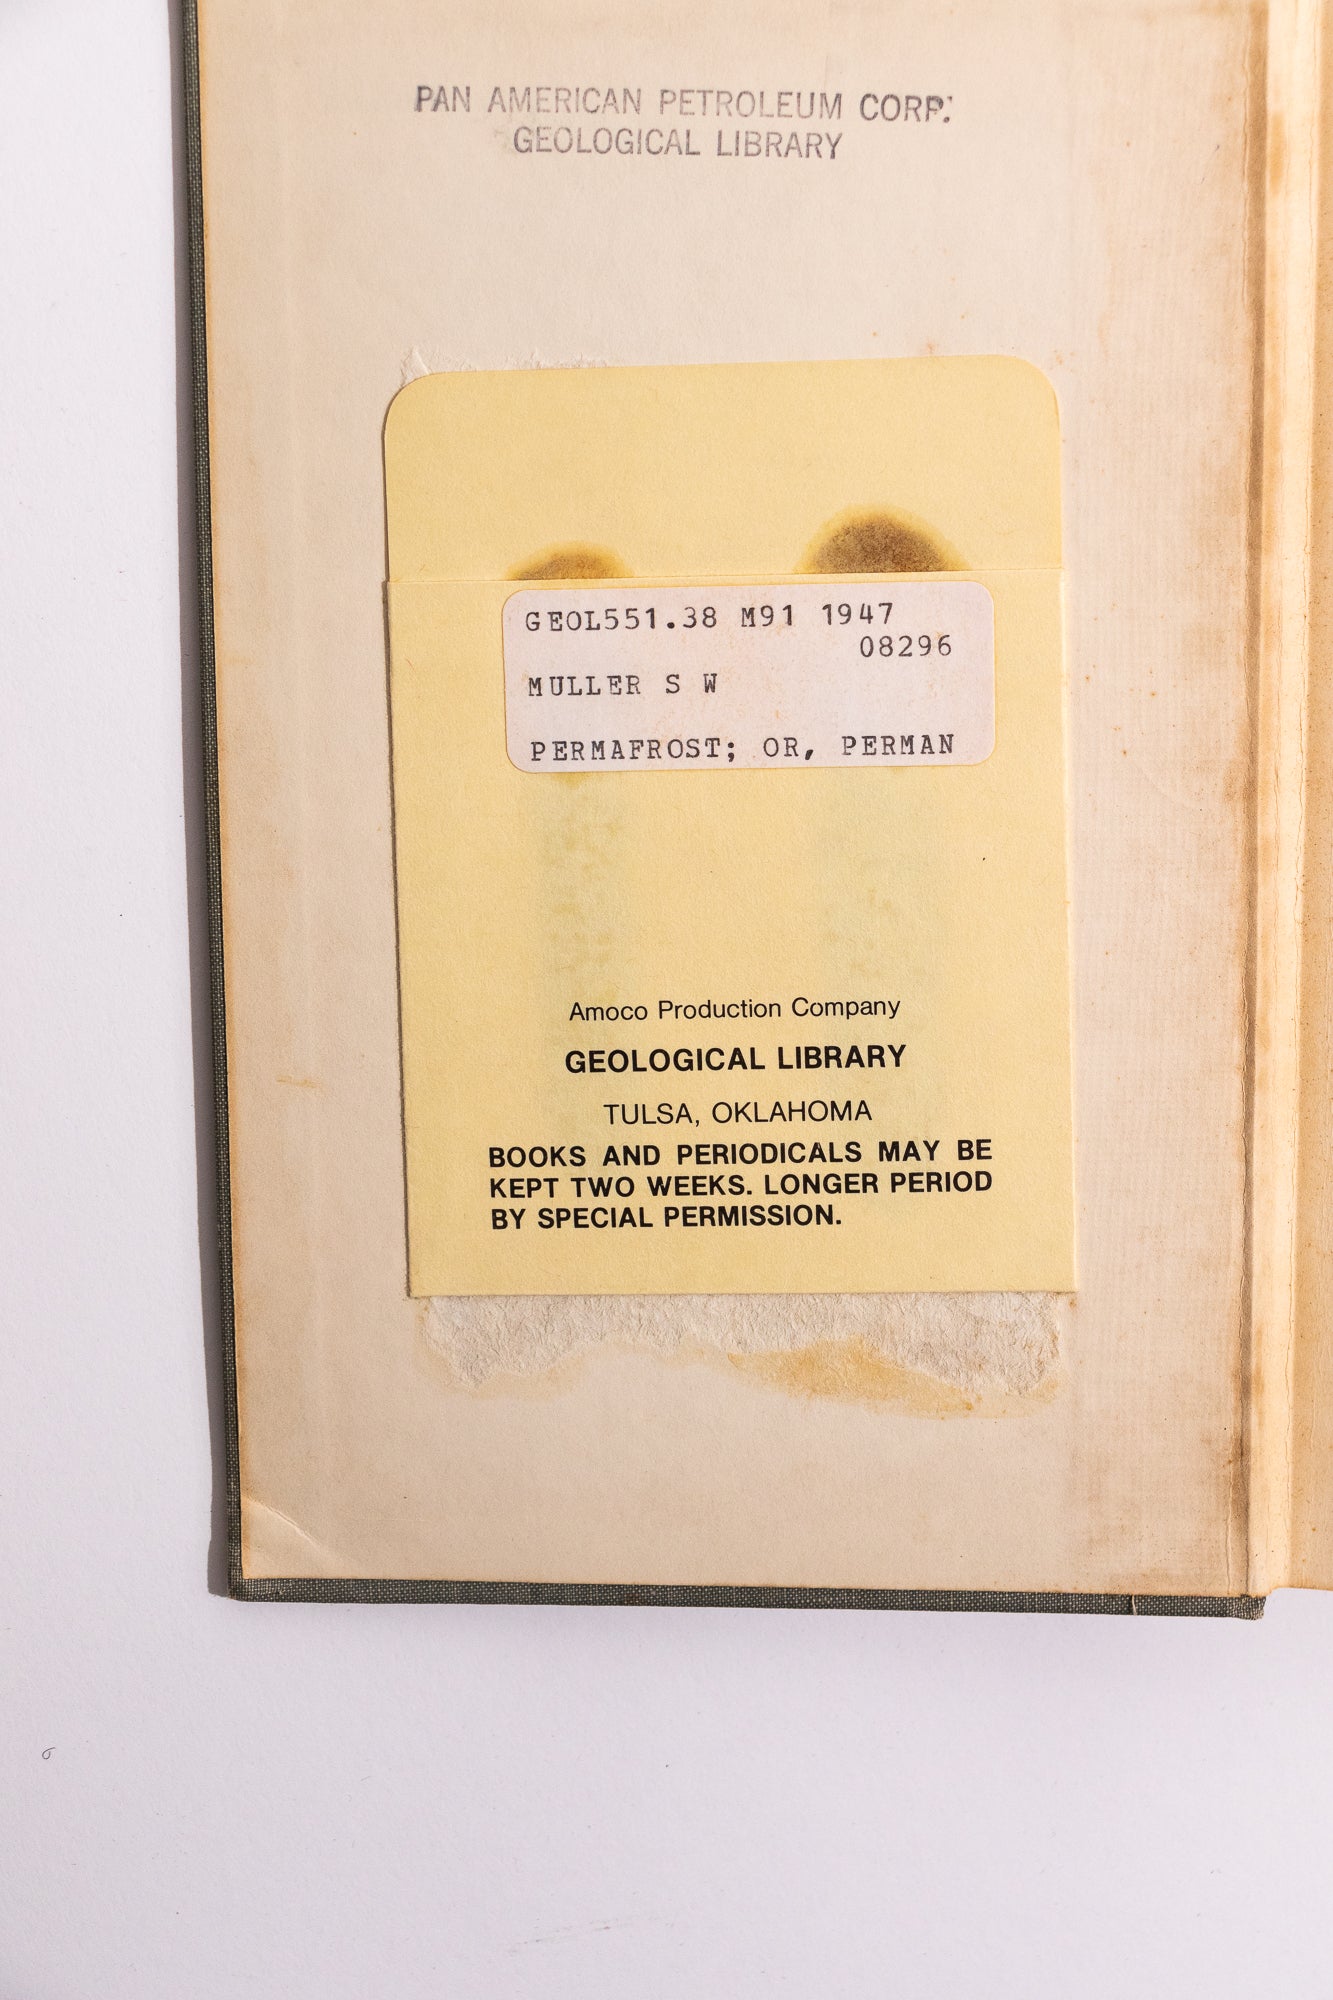 PAN AMERICAN PETROLEUM CORP.
GEOLOGICAL LIBRARY
GEOL551.38 M91 1947
08296
MULLER S W
PERMAFROST; OR, PERMAN
Amoco Production Company
GEOLOGICAL LIBRARY
TULSA, OKLAHOMA
BOOKS AND PERIODICALS MAY BE
KEPT TWO WEEKS. LONGER PERIOD
BY SPECIAL PERMISSION.